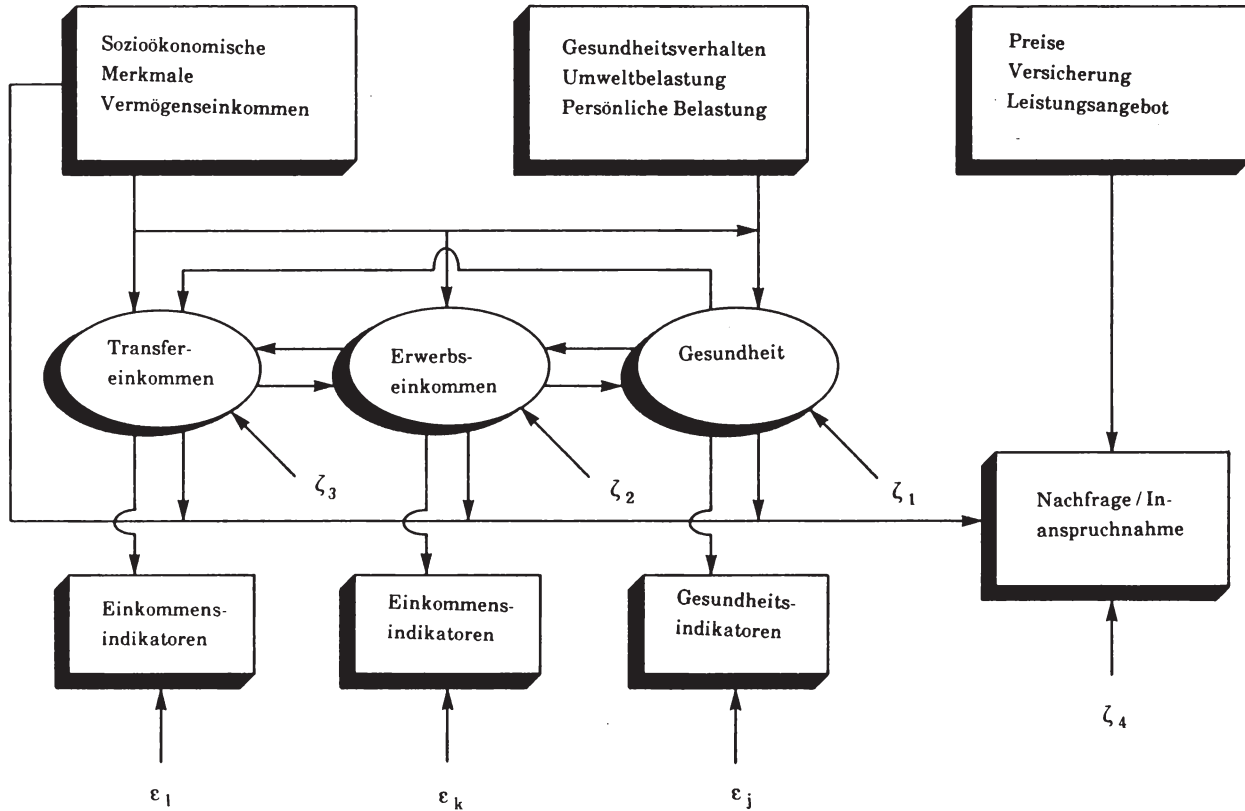 Sozioökonomische
Merkmale
Vermögenseinkommen
Gesundheitsverhalten
Umweltbelastung
Persönliche Belastung
Preise
Versicherung
Leistungsangebot
Transfer-
einkommen
Erwerbs-
einkommen
Gesundheit
ζ3
ζ2
ζ1
Nachfrage / In-
anspruchnahme
Einkommens-
indikatoren
Einkommens-
indikatoren
Gesundheits-
indikatoren
ζ4
εl
εk
εj